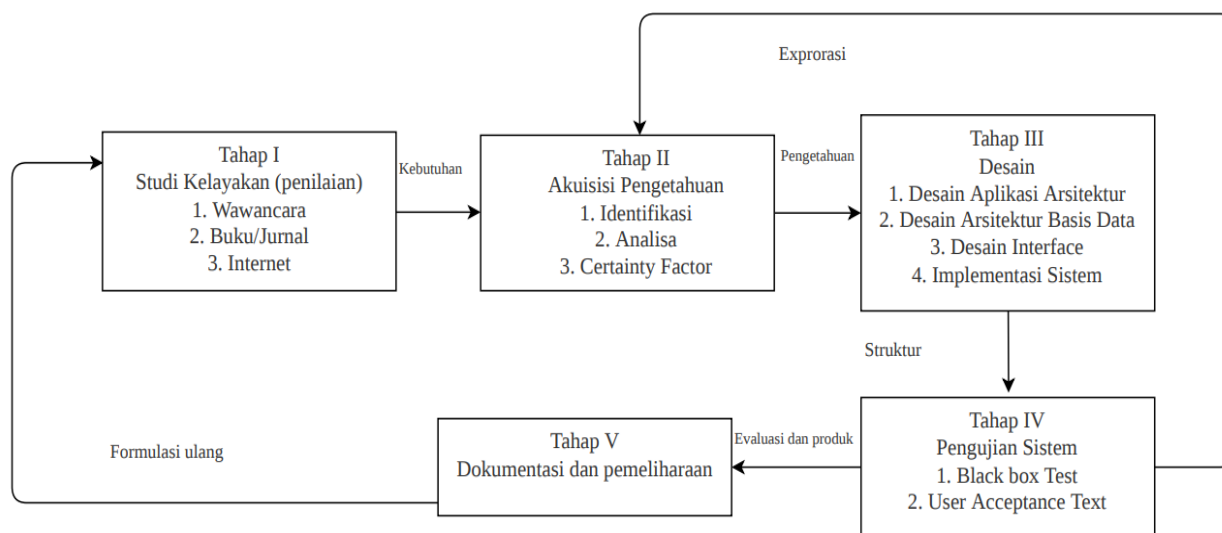 Exprorasi
Tahap I
Studi Kelayakan (penilaian)
1. Wawancara
2. Buku/Jurnal
3. Internet
Kebutuhan
Tahap II
Akuisisi Pengetahuan
1. Identifikasi
2. Analisa
3. Certainty Factor
Pengetahuan
Tahap III
Desain
1. Desain Aplikasi Arsitektur
2. Desain Arsitektur Basis Data
3. Desain Interface
4. Implementasi Sistem
Struktur
Tahap IV
Pengujian Sistem
1. Black box Test
2. User Acceptance Text
Evaluasi dan produk
Tahap V
Dokumentasi dan pemeliharaan
Formulasi ulang